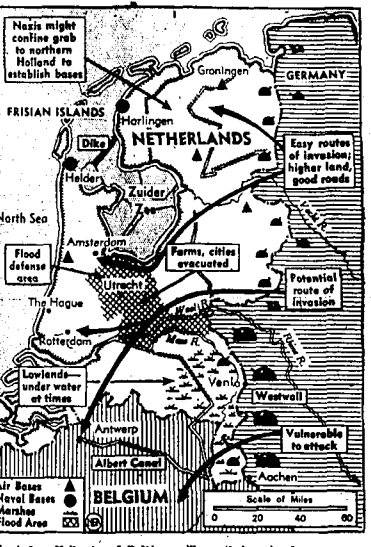 Nazis might
confine grab
to northern
Holland to
establish bases
Groningen
GERMANY
FRISIAN ISLANDS
Harlingen
NETHERLANDS
Dike
Easy routes
of invasion;
higher land,
good roads
Helder
Zuider
Zee
North Sea
Amsterdam
Flood
defense
area
Farms, cities
evacuated
Utrecht
Potential
route of
invasion
The Hague
Waal R.
Rotterdam
Maas R.
Rhine R.
Lowlands—
under water
at times
Venlo
Westwall
Antwerp
Vulnerable
to attack
Albert Canal
Aachen
Air Bases
Naval Bases
Marshes
Flood Area
BELGIUM
Scale of Miles
0 20 40 60